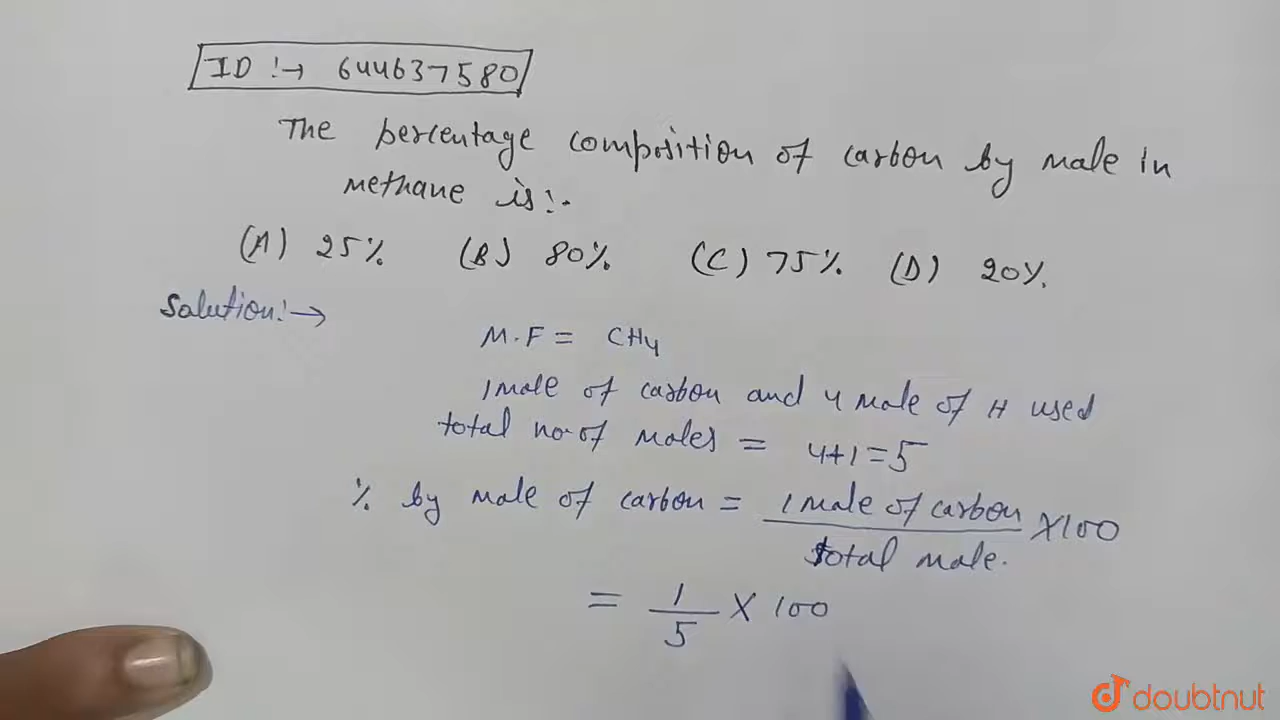 ID :→ 644637580
The percentage composition of carbon by mole in
methane is:-
(A) 25% (B) 80% (C) 75% (D) 20%.
Solution:→
M.F = CH4
1 mole of carbon and 4 mole of H used
total no. of moles = 4+1=5
% by mole of carbon = 1 mole of carbon / total mole. X100
= 1/5 X 100
doubtnut